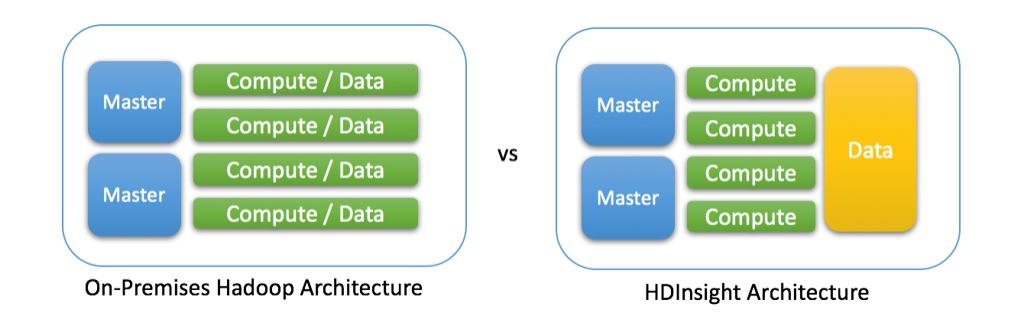 Master
Master
Compute / Data
Compute / Data
Compute / Data
Compute / Data
On-Premises Hadoop Architecture
vs
Master
Master
Compute
Compute
Compute
Compute
Data
HDInsight Architecture